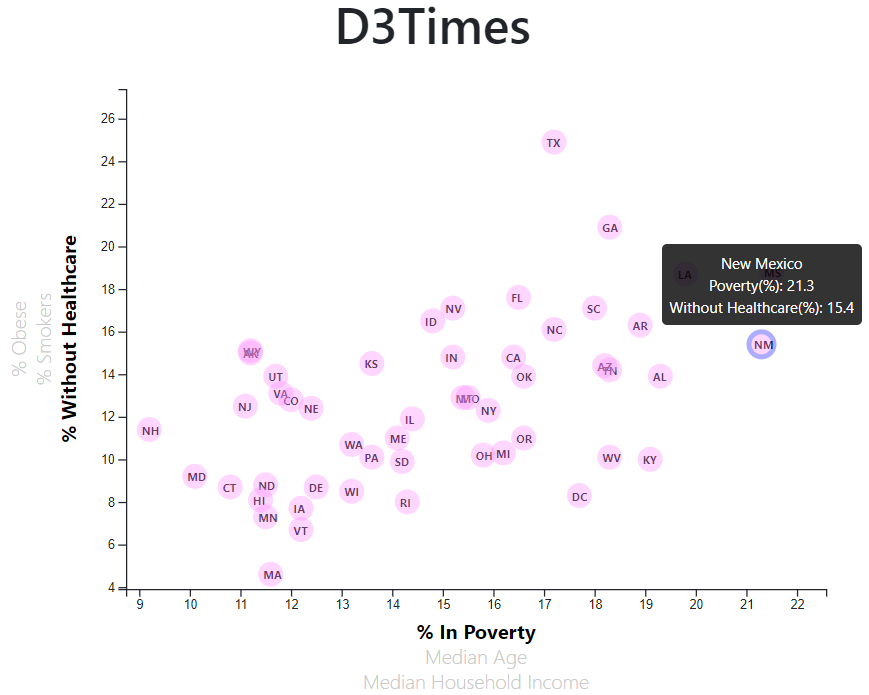 D3Times
26
TX
24
22
GA
20
New Mexico
LA
MS
Poverty(%): 21.3
Without Healthcare(%): 15.4
18
FL
NV
SC
ID
AR
NC
16
NM
WY
AK
IN
CA
KS
AZ
TN
14
UT
OK
AL
VA
CO
MT
MO
NJ
NE
NY
12
IL
NH
ME
OR
WA
PA
SD
OH
MI
WV
KY
10
MD
CT
ND
DE
WI
HI
RI
DC
8
IA
MN
VT
6
MA
4
9 10 11 12 13 14 15 16 17 18 19 20 21 22
% Obese
% Smokers
% Without Healthcare
% In Poverty
Median Age
Median Household Income